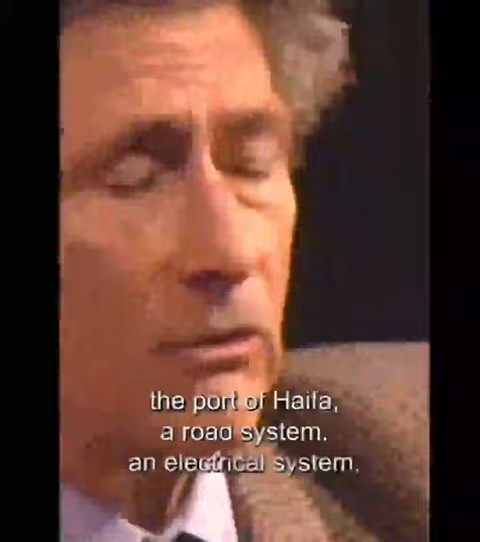 the port of Haifa,
a road system.
an electrical system,